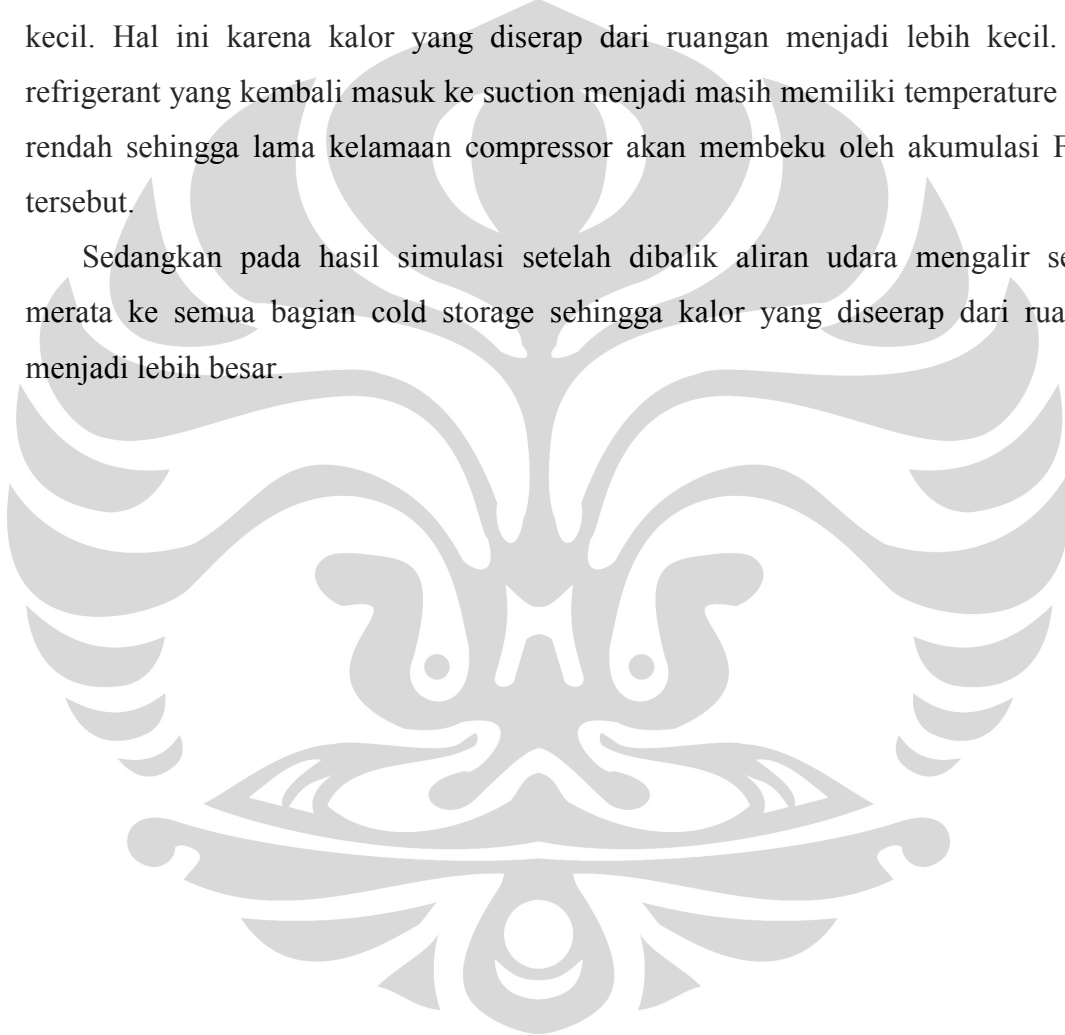 kecil. Hal ini karena kalor yang diserap dari ruangan menjadi lebih kecil.
refrigerant yang kembali masuk ke suction menjadi masih memiliki temperature
rendah sehingga lama kelamaan compressor akan membeku oleh akumulasi
tersebut.
Sedangkan pada hasil simulasi setelah dibalik aliran udara mengalir
merata ke semua bagian cold storage sehingga kalor yang diseerap dari
menjadi lebih besar.